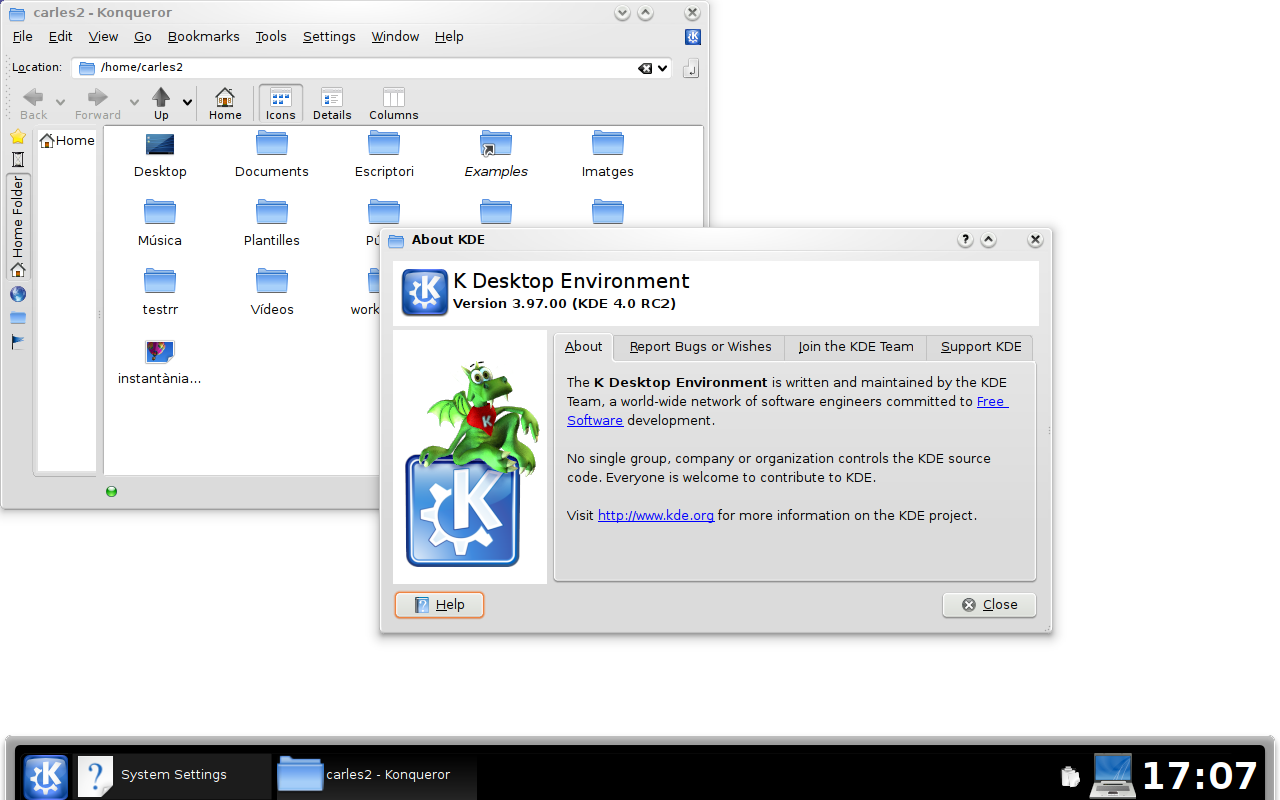 carles2 - Konqueror
File Edit View Go Bookmarks Tools Settings Window Help
Location: /home/carles2
Back Forward Up Home Icons Details Columns
Home
Home Folder
Desktop Documents Escriptori Examples Imatges
Música Plantilles
testrr Vídeos
instantània...
About KDE
K Desktop Environment
Version 3.97.00 (KDE 4.0 RC2)
About Report Bugs or Wishes Join the KDE Team Support KDE
The K Desktop Environment is written and maintained by the KDE
Team, a world-wide network of software engineers committed to Free
Software development.
No single group, company or organization controls the KDE source
code. Everyone is welcome to contribute to KDE.
Visit http://www.kde.org for more information on the KDE project.
Help Close
System Settings carles2 - Konqueror 17:07